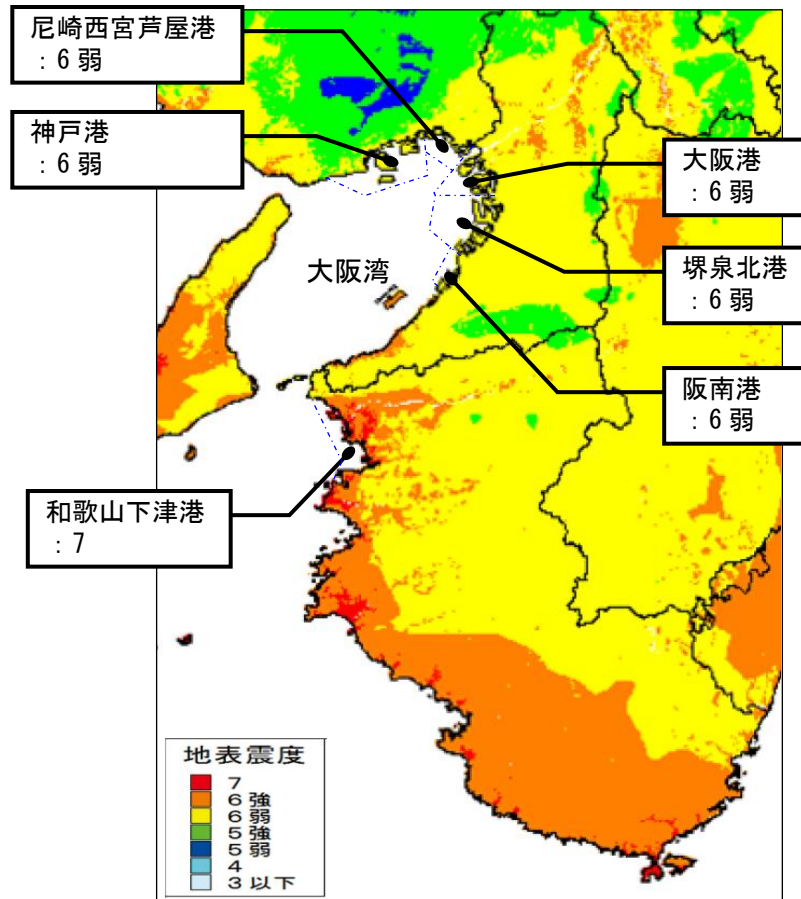 尼崎西宮芦屋港
：6弱
神戸港
：6弱
大阪港
：6弱
大阪湾
堺泉北港
：6弱
阪南港
：6弱
和歌山下津港
：7
地表震度
7
6強
6弱
5強
5弱
4
3以下